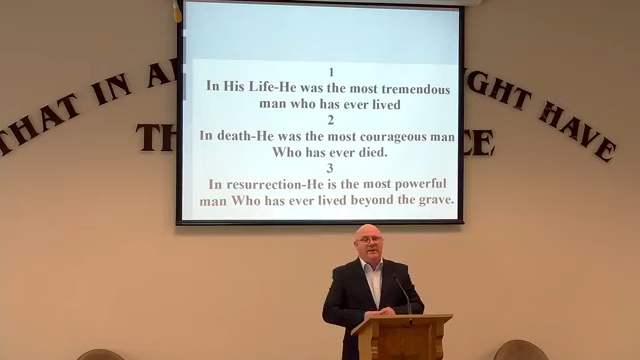 THAT IN
GHT HAVE
1
In His Life-He was the most tremendous
man who has ever lived
2
In death-He was the most courageous man
Who has ever died.
3
In resurrection-He is the most powerful
man Who has ever lived beyond the grave.